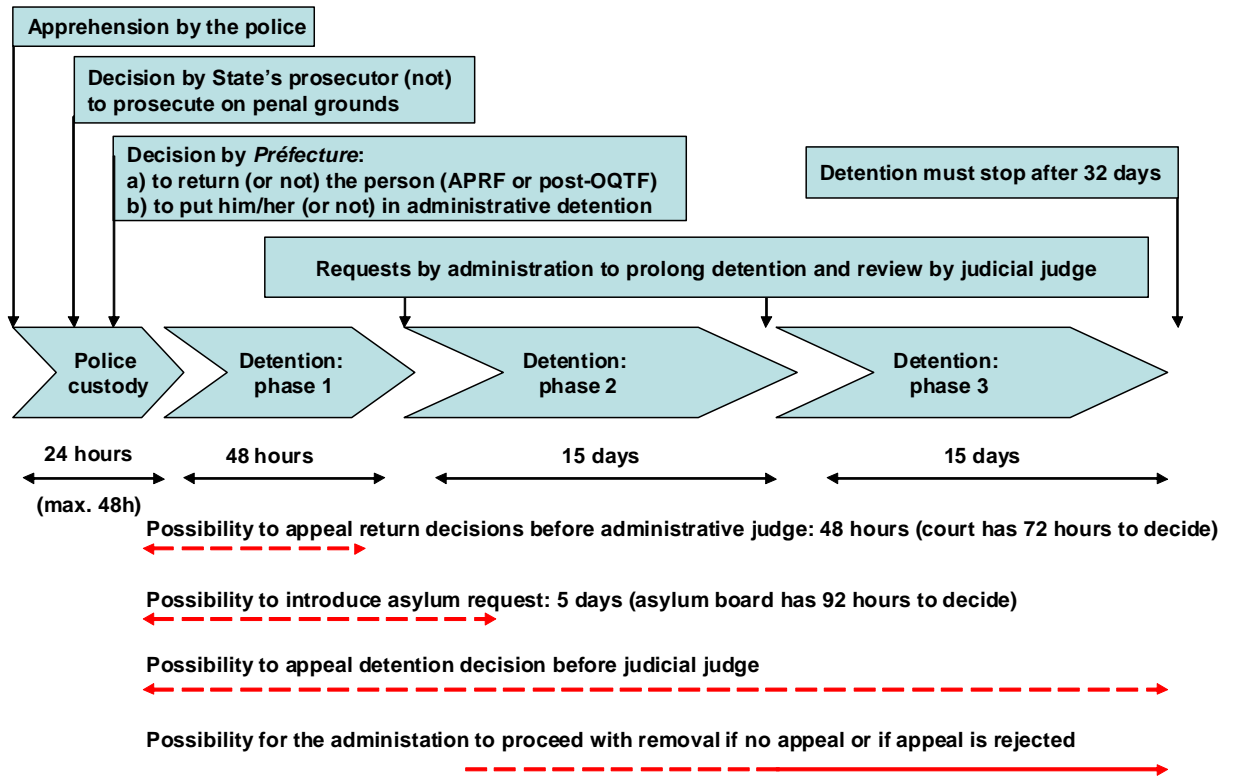 Apprehension by the police
Decision by State's prosecutor (not)
to prosecute on penal grounds
Decision by Préfecture:
a) to return (or not) the person (APRF or post-OQTF)
b) to put him/her (or not) in administrative detention
Detention must stop after 32 days
Requests by administration to prolong detention and review by judicial judge
Police
custody
Detention:
phase 1
Detention:
phase 2
Detention:
phase 3
24 hours
48 hours
15 days
15 days
(max. 48h)
Possibility to appeal return decisions before administrative judge: 48 hours (court has 72 hours to decide)
Possibility to introduce asylum request: 5 days (asylum board has 92 hours to decide)
Possibility to appeal detention decision before judicial judge
Possibility for the administation to proceed with removal if no appeal or if appeal is rejected